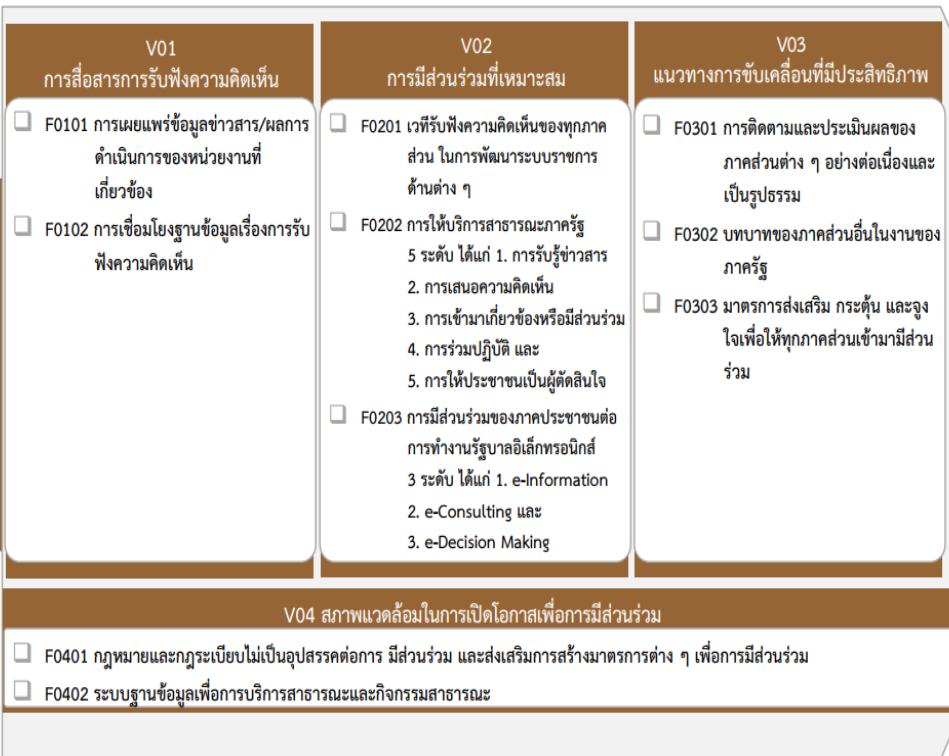 V01
การสื่อสารการรับฟังความคิดเห็น
F0101 การเผยแพร่ข้อมูลข่าวสาร/ผลการ
ดำเนินการของหน่วยงานที่
เกี่ยวข้อง
F0102 การเชื่อมโยงฐานข้อมูลเรื่องการรับ
ฟังความคิดเห็น
V02
การมีส่วนร่วมที่เหมาะสม
F0201 เวทีรับฟังความคิดเห็นของทุกภาค
ส่วน ในการพัฒนาระบบราชการ
ด้านต่าง ๆ
F0202 การให้บริการสาธารณะภาครัฐ
5 ระดับ ได้แก่ 1. การรับรู้ข่าวสาร
2. การเสนอความคิดเห็น
3. การเข้ามาเกี่ยวข้องหรือมีส่วนร่วม
4. การร่วมปฏิบัติ และ
5. การให้ประชาชนเป็นผู้ตัดสินใจ
F0203 การมีส่วนร่วมของภาคประชาชนต่อ
การทำงานรัฐบาลอิเล็กทรอนิกส์
3 ระดับ ได้แก่ 1. e-Information
2. e-Consulting และ
3. e-Decision Making
V03
แนวทางการขับเคลื่อนที่มีประสิทธิภาพ
F0301 การติดตามและประเมินผลของ
ภาคส่วนต่าง ๆ อย่างต่อเนื่องและ
เป็นรูปธรรม
F0302 บทบาทของภาคส่วนอื่นในงานของ
ภาครัฐ
F0303 มาตรการส่งเสริม กระตุ้น และจูง
ใจเพื่อให้ทุกภาคส่วนเข้ามามีส่วน
ร่วม
V04 สภาพแวดล้อมในการเปิดโอกาสเพื่อการมีส่วนร่วม
F0401 กฎหมายและกฎระเบียบไม่เป็นอุปสรรคต่อการ มีส่วนร่วม และส่งเสริมการสร้างมาตรการต่าง ๆ เพื่อการมีส่วนร่วม
F0402 ระบบฐานข้อมูลเพื่อการบริการสาธารณะและกิจกรรมสาธารณะ